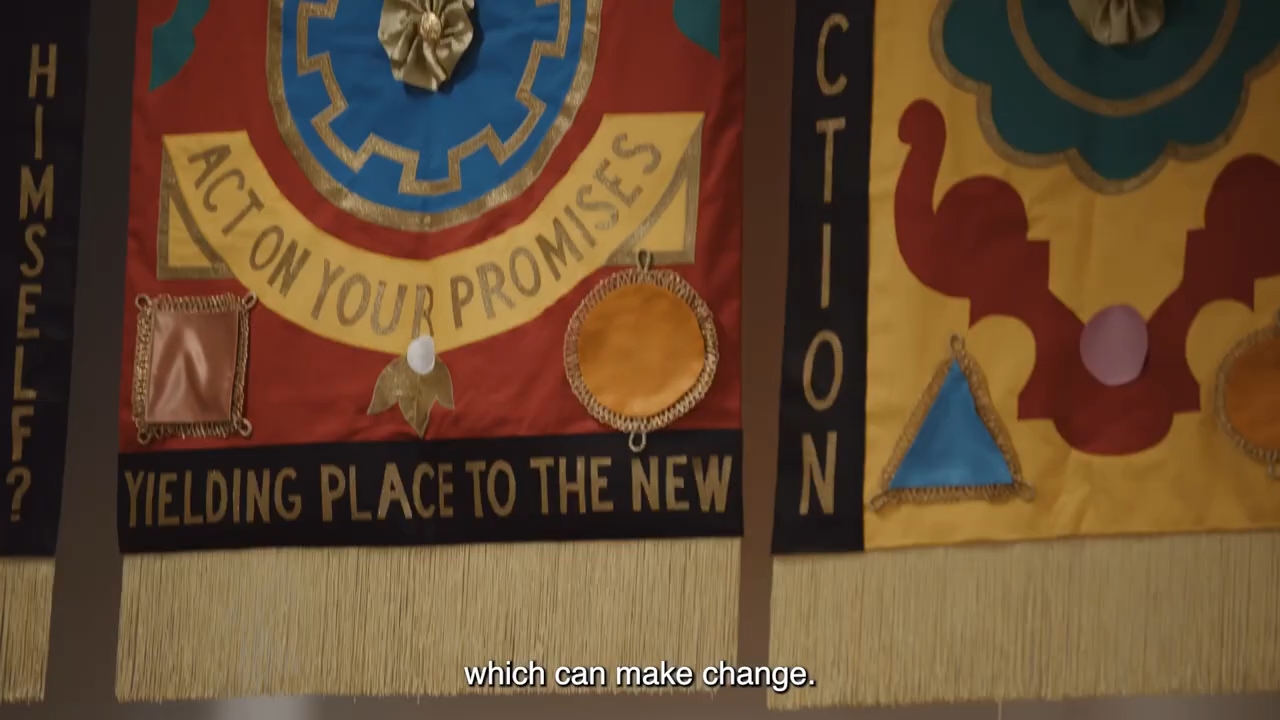 HIMSELF?
ACT ON YOUR PROMISES
YIELDING PLACE TO THE NEW
CTION
which can make change.